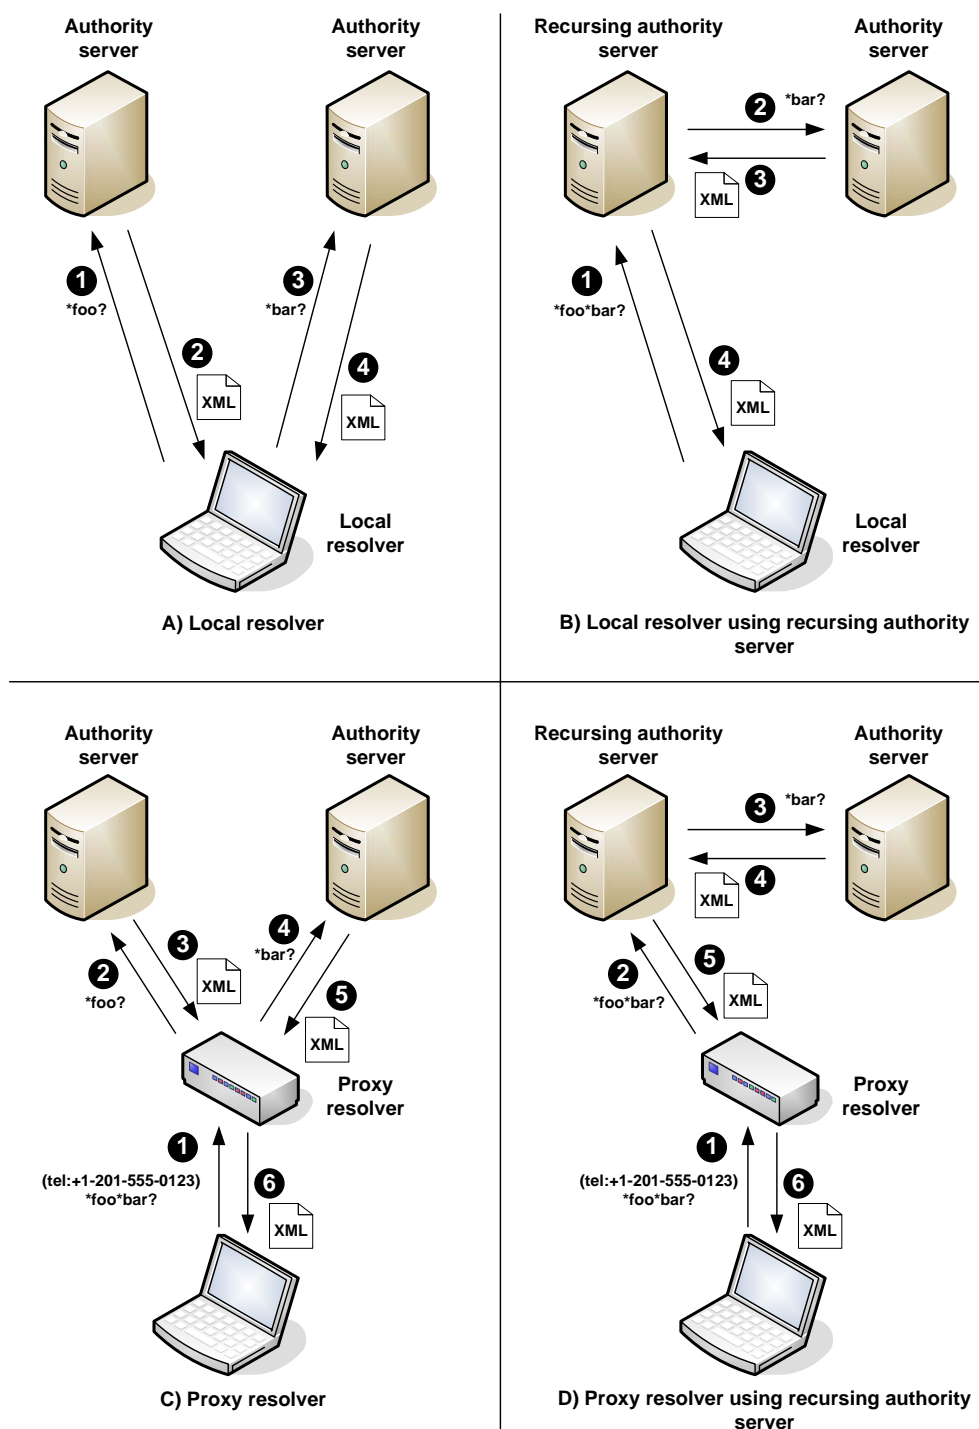 Authority
server
Authority
server
1
*foo?
2
XML
3
*bar?
4
XML
Local
resolver
A) Local resolver
Recursing authority
server
Authority
server
2
*bar?
3
XML
1
*foo*bar?
4
XML
Local
resolver
B) Local resolver using recursing authority
server
Authority
server
Authority
server
3
XML
2
*foo?
4
*bar?
5
XML
Proxy
resolver
1
(tel:+1-201-555-0123)
*foo*bar?
6
XML
C) Proxy resolver
Recursing authority
server
Authority
server
3
*bar?
4
XML
2
*foo*bar?
5
XML
Proxy
resolver
1
(tel:+1-201-555-0123)
*foo*bar?
6
XML
D) Proxy resolver using recursing authority
server